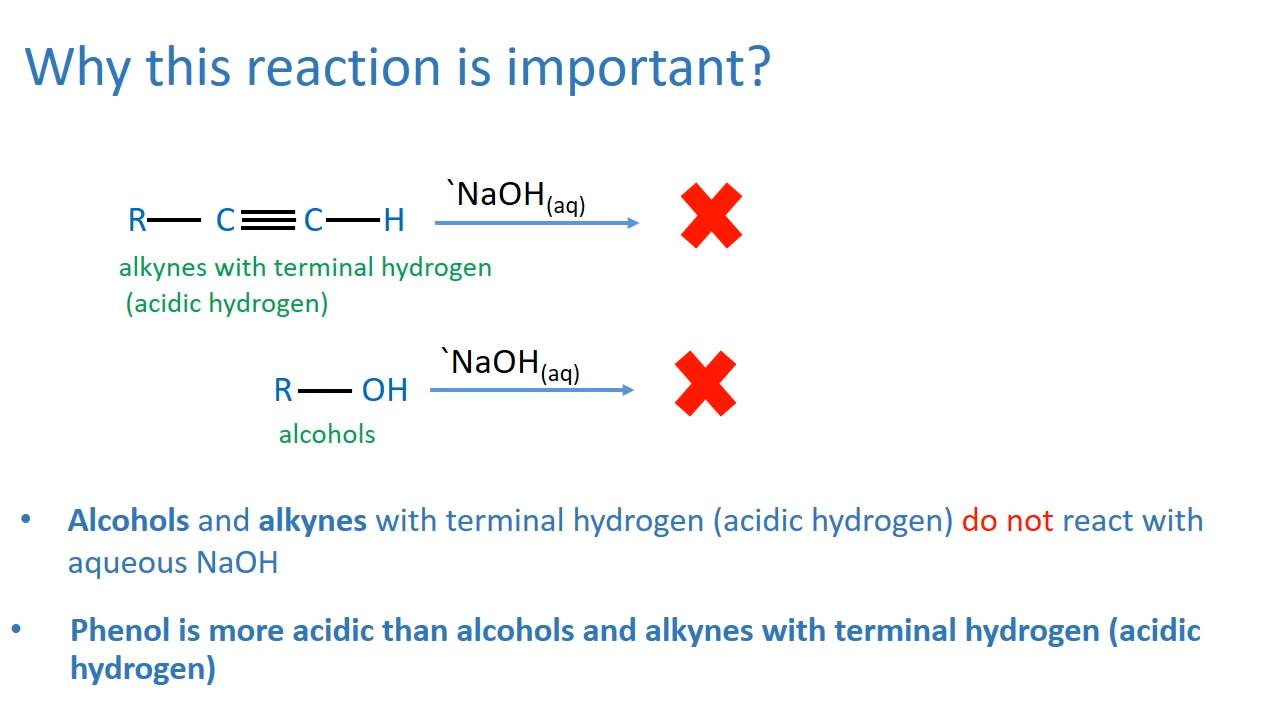 Why this reaction is important?
`NaOH(aq)
R C C H
alkynes with terminal hydrogen
(acidic hydrogen)
`NaOH(aq)
R OH
alcohols
• Alcohols and alkynes with terminal hydrogen (acidic hydrogen) do not react with
aqueous NaOH
• Phenol is more acidic than alcohols and alkynes with terminal hydrogen (acidic
hydrogen)